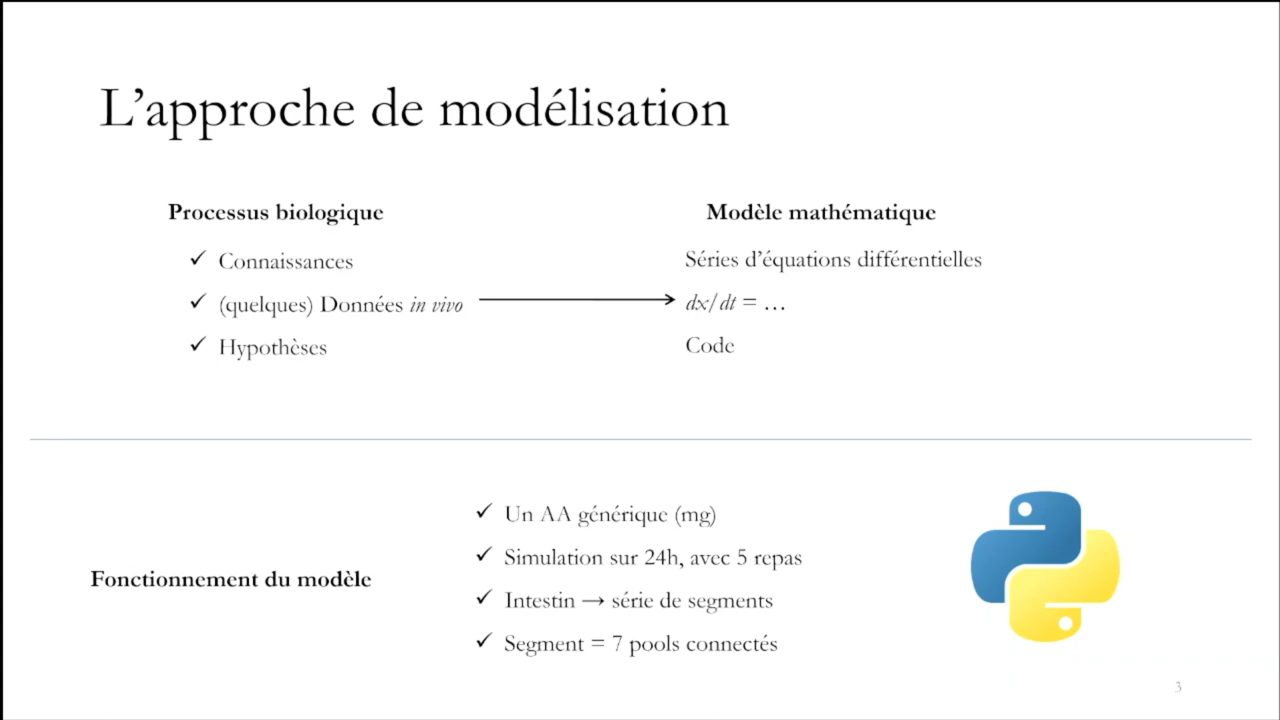 L’approche de modélisation
Processus biologique
✓ Connaissances
✓ (quelques) Données in vivo
✓ Hypothèses
Modèle mathématique
Séries d’équations différentielles
dx/dt = …
Code
Fonctionnement du modèle
✓ Un AA générique (mg)
✓ Simulation sur 24h, avec 5 repas
✓ Intestin → série de segments
✓ Segment = 7 pools connectés
3